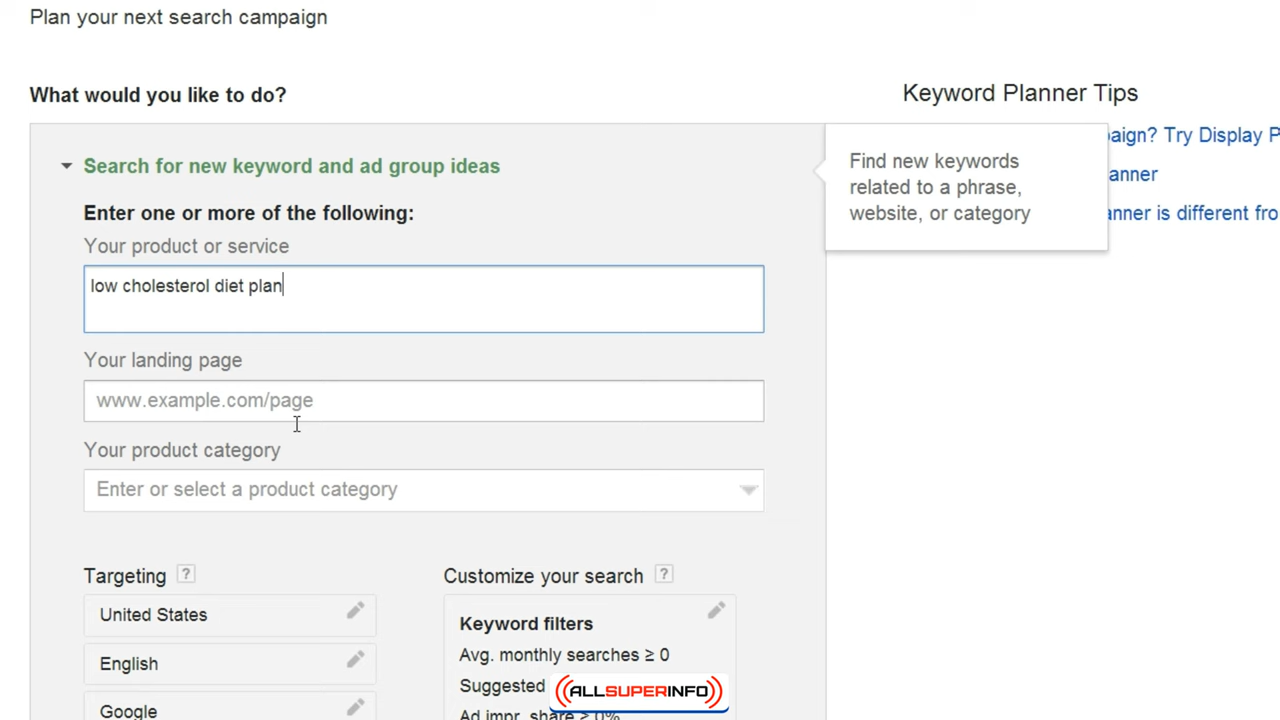 Plan your next search campaign
What would you like to do?
Keyword Planner Tips
Search for new keyword and ad group ideas
Find new keywords
related to a phrase,
website, or category
aign? Try Display P
anner
anner is different fro
Enter one or more of the following:
Your product or service
low cholesterol diet plan
Your landing page
www.example.com/page
Your product category
Enter or select a product category
Targeting ?
Customize your search ?
United States
English
Google
Keyword filters
Avg. monthly searches ≥ 0
Suggested
Ad impr. share ≥ 0%
ALLSUPERINFO